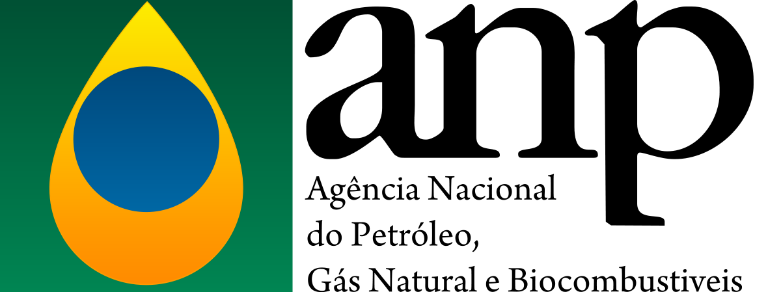 anp
Agência Nacional
do Petróleo,
Gás Natural e Biocombustiveis